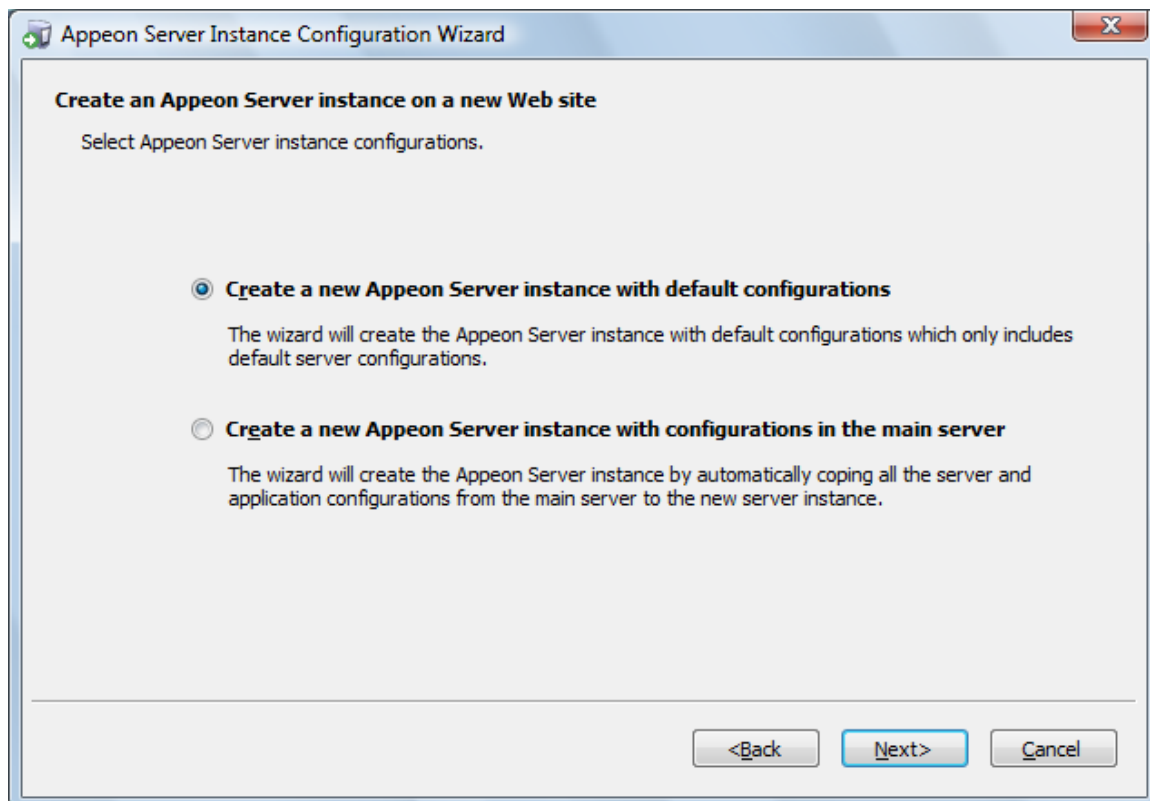 Appeon Server Instance Configuration Wizard
Create an Appeon Server instance on a new Web site
Select Appeon Server instance configurations.
Create a new Appeon Server instance with default configurations
The wizard will create the Appeon Server instance with default configurations which only includes
default server configurations.
Create a new Appeon Server instance with configurations in the main server
The wizard will create the Appeon Server instance by automatically coping all the server and
application configurations from the main server to the new server instance.
<Back Next> Cancel